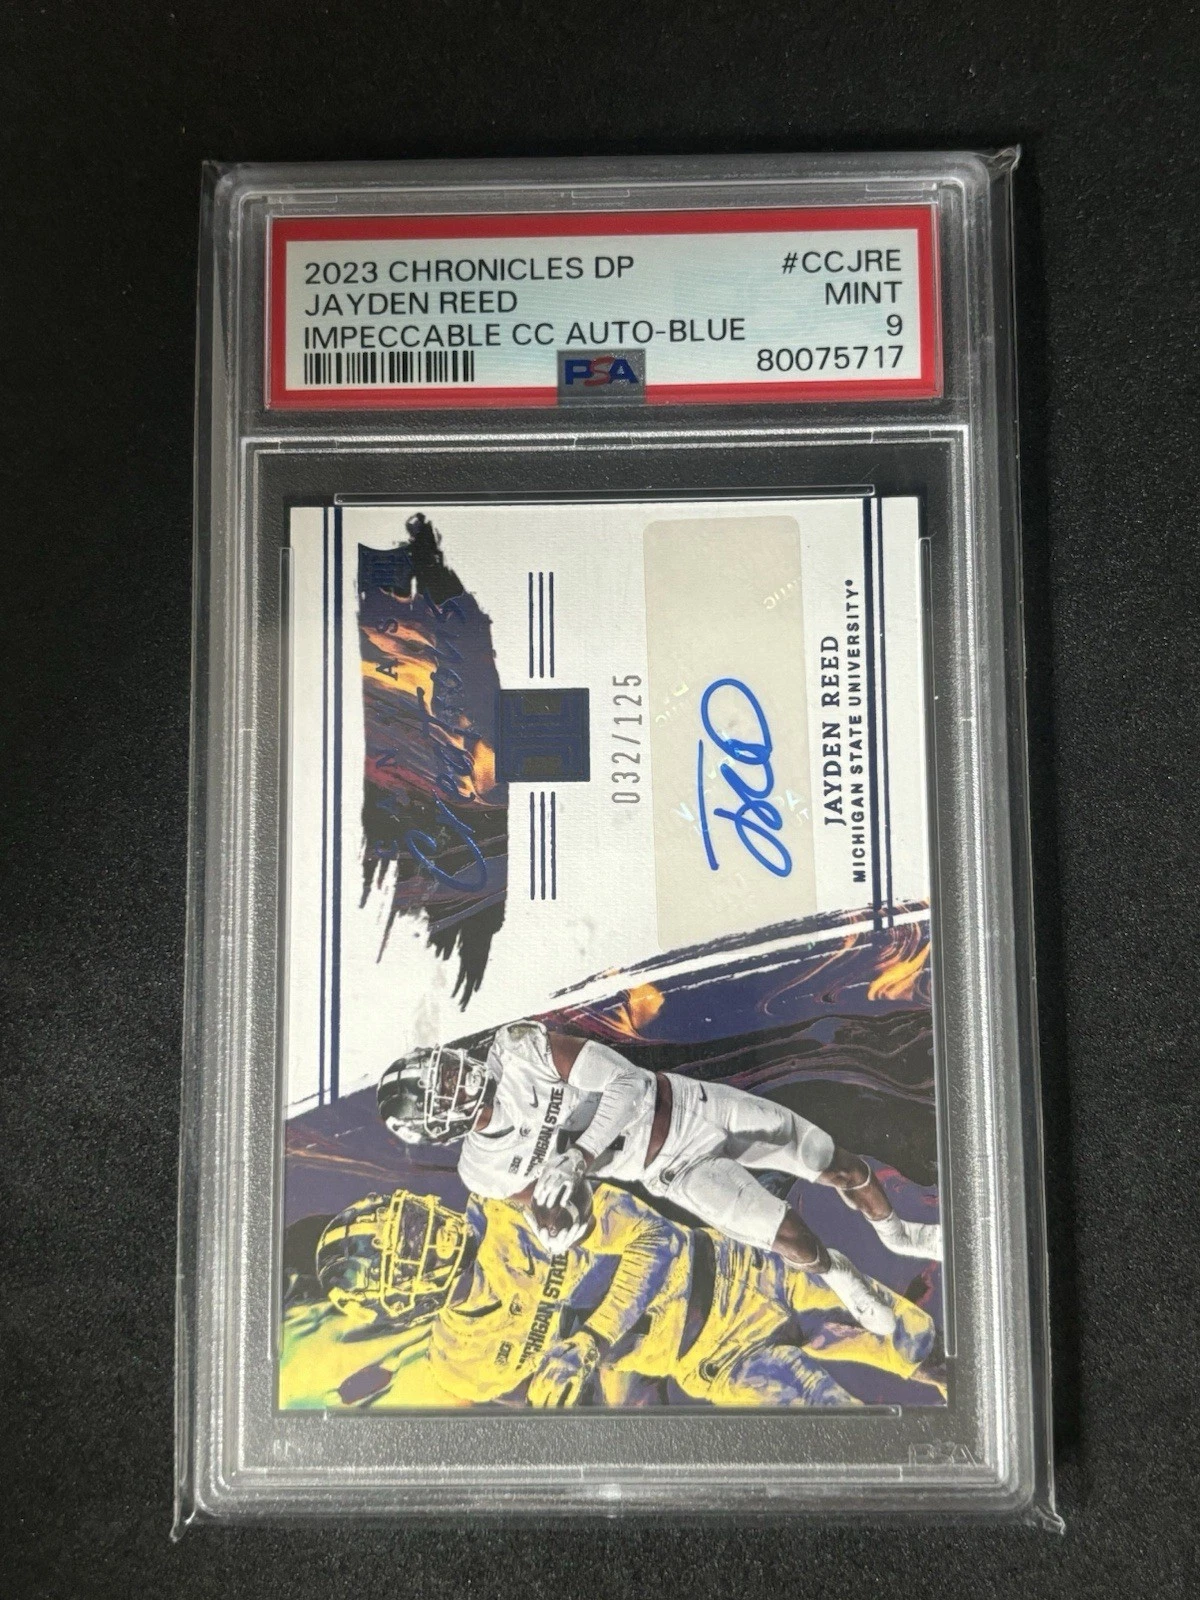 2023 CHRONICLES DP #CCJRE
JAYDEN REED MINT
IMPECCABLE CC AUTO-BLUE 9
PSA 80075717
CANVAS
Creations
032/125
JAYDEN REED
MICHIGAN STATE UNIVERSITY®
MICHIGAN STATE
MICHIGAN STATE
PSA